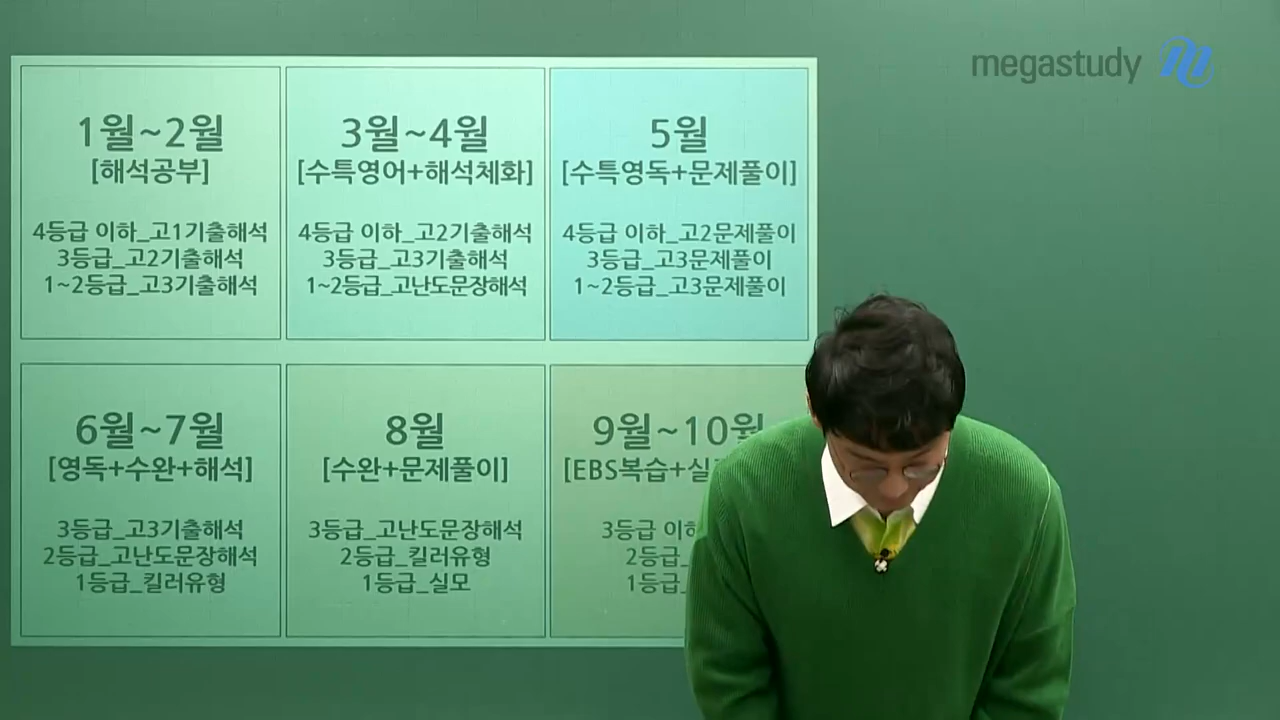 megastudy
1월~2월
[해석공부]
4등급 이하_고1기출해석
3등급_고2기출해석
1~2등급_고3기출해석
3월~4월
[수특영어+해석체화]
4등급 이하_고2기출해석
3등급_고3기출해석
1~2등급_고난도문장해석
5월
[수특영독+문제풀이]
4등급 이하_고2문제풀이
3등급_고3문제풀이
1~2등급_고3문제풀이
6월~7월
[영독+수완+해석]
3등급_고3기출해석
2등급_고난도문장해석
1등급_킬러유형
8월
[수완+문제풀이]
3등급_고난도문장해석
2등급_킬러유형
1등급_실모
9월~10월
[EBS복습+
3등급
2등급_
1등급_